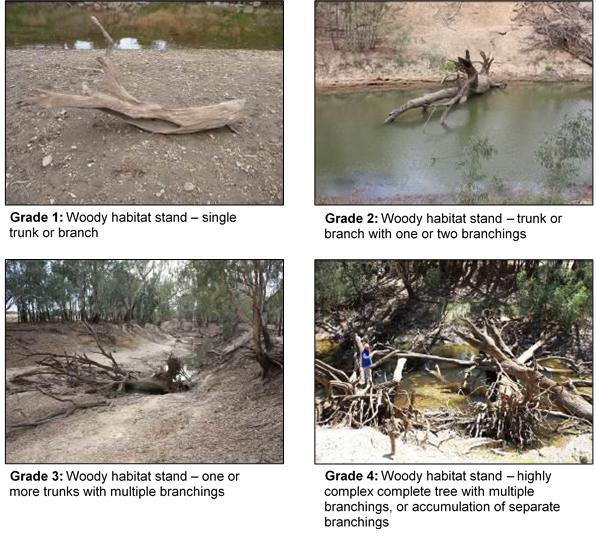 Grade 1: Woody habitat stand – single
trunk or branch
Grade 2: Woody habitat stand – trunk or
branch with one or two branchings
Grade 3: Woody habitat stand – one or
more trunks with multiple branchings
Grade 4: Woody habitat stand – highly
complex complete tree with multiple
branchings, or accumulation of separate
branchings